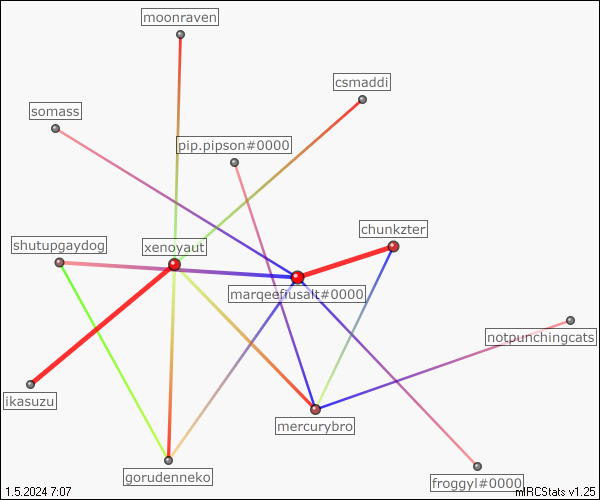 moonraven
csmaddi
somass
pip.pipson#0000
chunkzter
shutupgaydog
xenoyaut
marqeefiusalt#0000
notpunchingcats
ikasuzu
mercurybro
gorudenneko
froggyl#0000
1.5.2024 7:07
mIRCStats v1.25